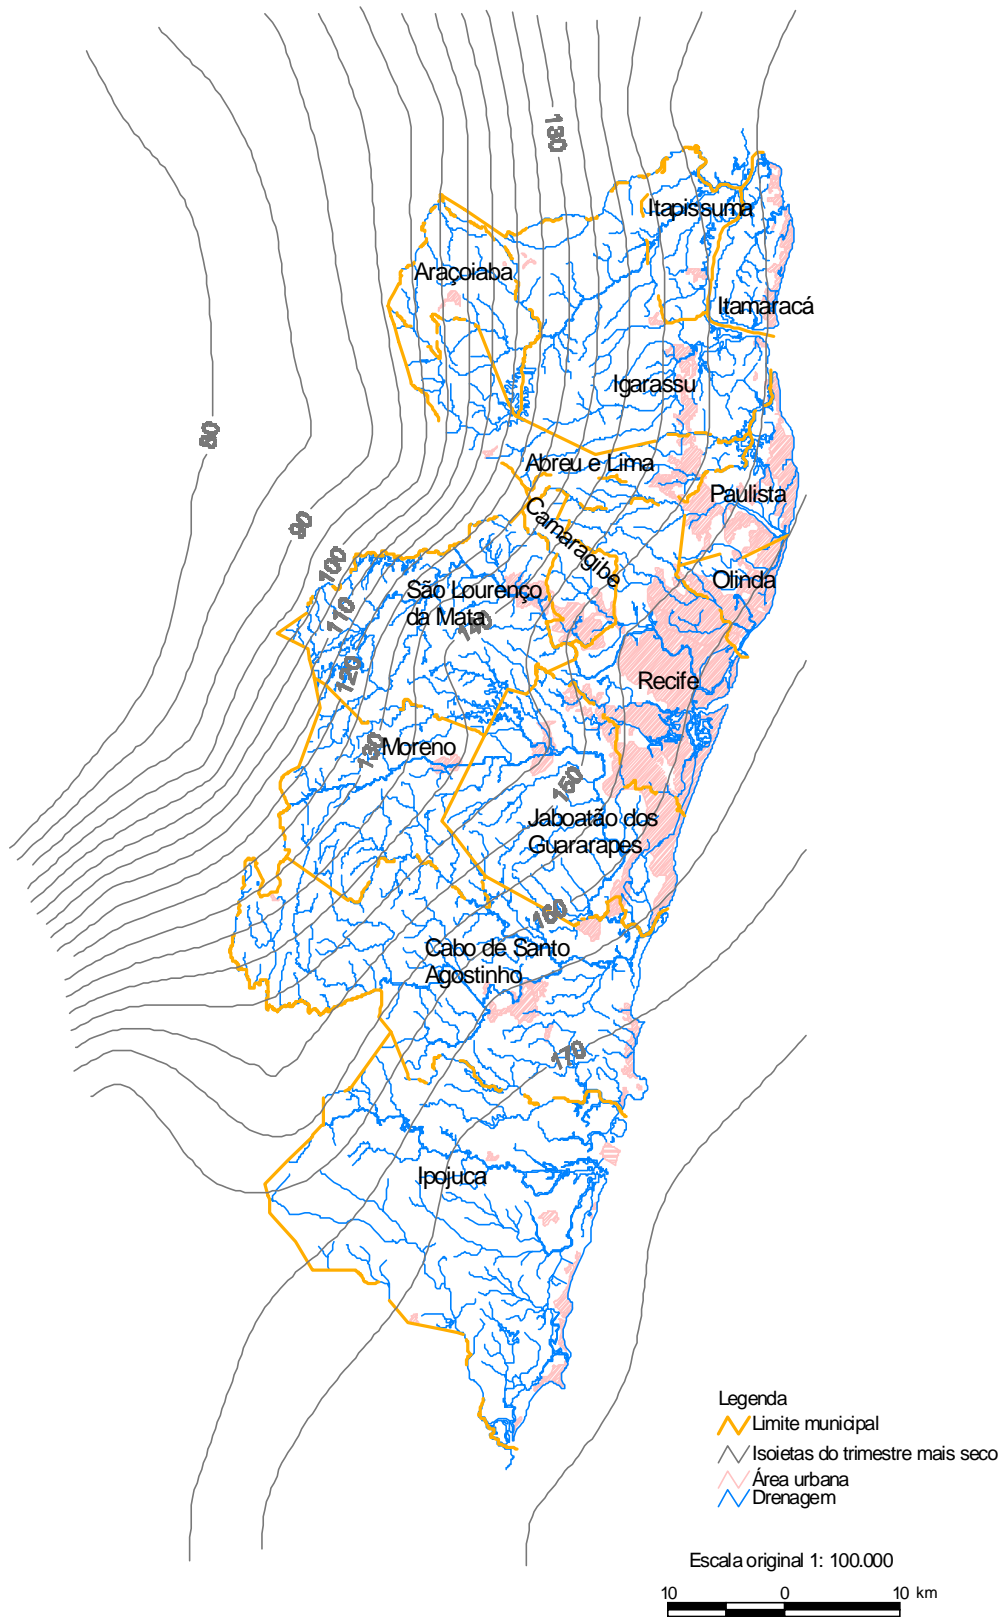 130
Itapissuma
Araçoiaba
Itamaracá
Igarassu
80
Abreu e Lima
Paulista
90
Camaragibe
100
Olinda
São Lourenço
da Mata
110
140
120
Recife
130
Moreno
150
Jaboatão dos
Guararapes
160
Cabo de Santo
Agostinho
170
Ipojuca
Legenda
Limite municipal
Isoietas do trimestre mais seco
Área urbana
Drenagem
Escala original 1: 100.000
10 0 10 km